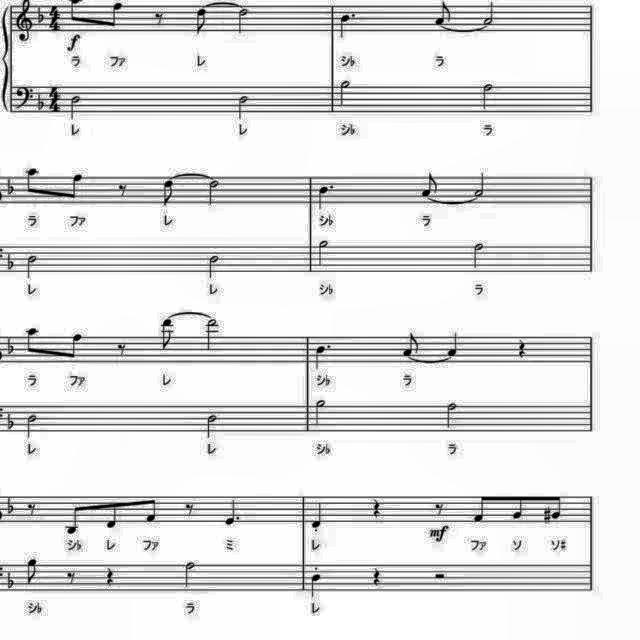 f
ラ ファ レ シ♭ ラ
レ レ シ♭ ラ
ラ ファ レ シ♭ ラ
レ レ シ♭ ラ
ラ ファ レ シ♭ ラ
レ レ シ♭ ラ
mf
シ♭ レ ファ ミ レ ファ ソ ソ#
シ♭ ラ レ